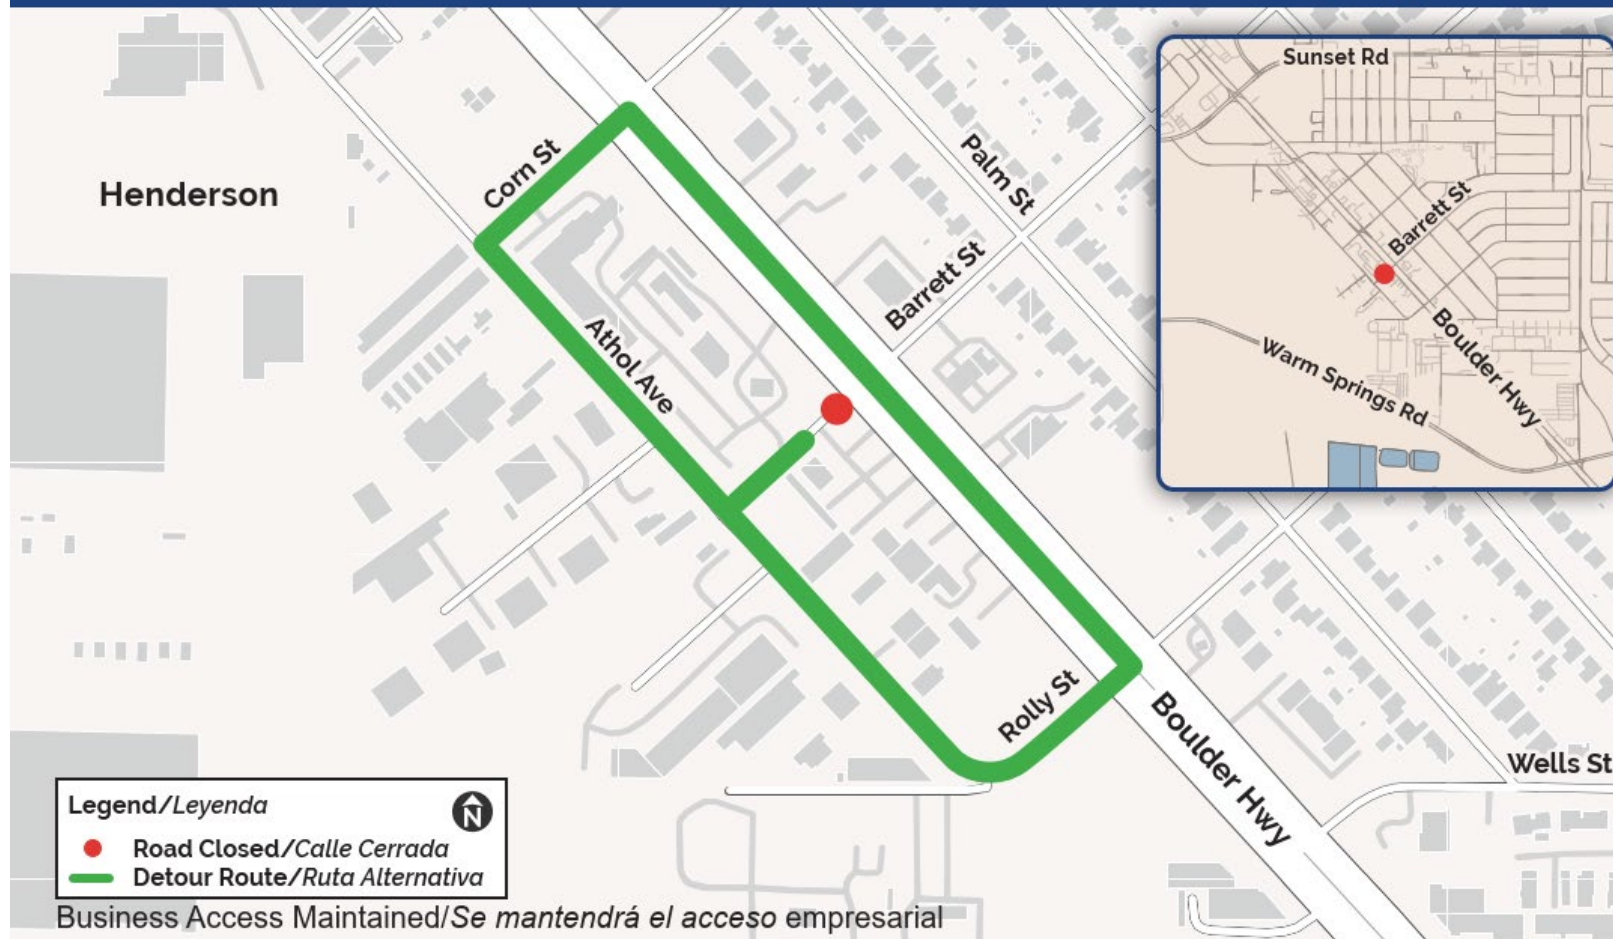 Sunset Rd
Barrett St
Boulder Hwy
Warm Springs Rd
Henderson
Corn St
Palm St
Barrett St
Athol Ave
Rolly St
Boulder Hwy
Wells St
Legend/Leyenda
N
Road Closed/Calle Cerrada
Detour Route/Ruta Alternativa
Business Access Maintained/Se mantendrá el acceso empresarial